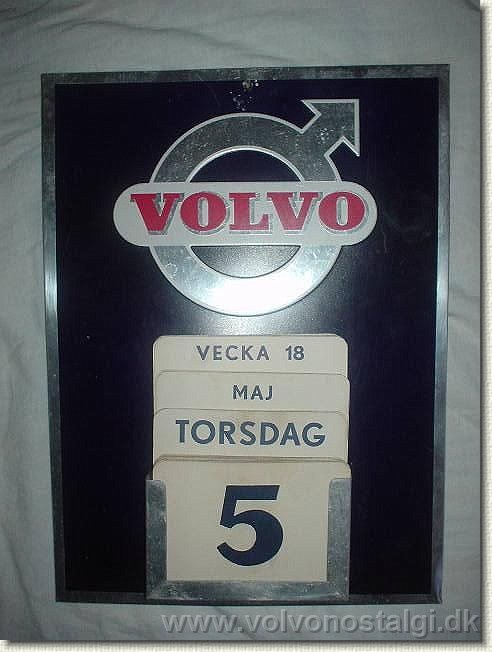 VOLVO
VECKA 18
MAJ
TORSDAG
5
www.volvonostalgi.dk